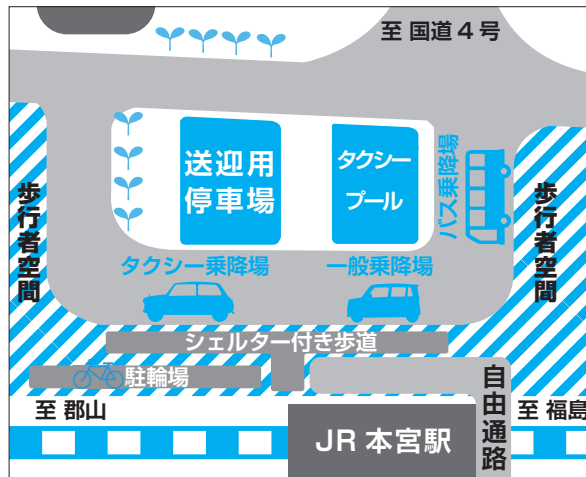 至 国道4号
送迎用
停車場
タクシー
プール
バス乗降場
歩行者空間
歩行者空間
タクシー乗降場
一般乗降場
シェルター付き歩道
駐輪場
自由通路
至 郡山
至 福島
JR 本宮駅